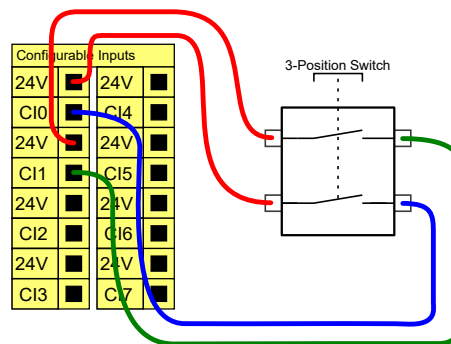 Configurable Inputs
24V 24V
CI0 CI4
24V 24V
CI1 CI5
24V 24V
CI2 CI6
24V 24V
CI3 CI7
3-Position Switch